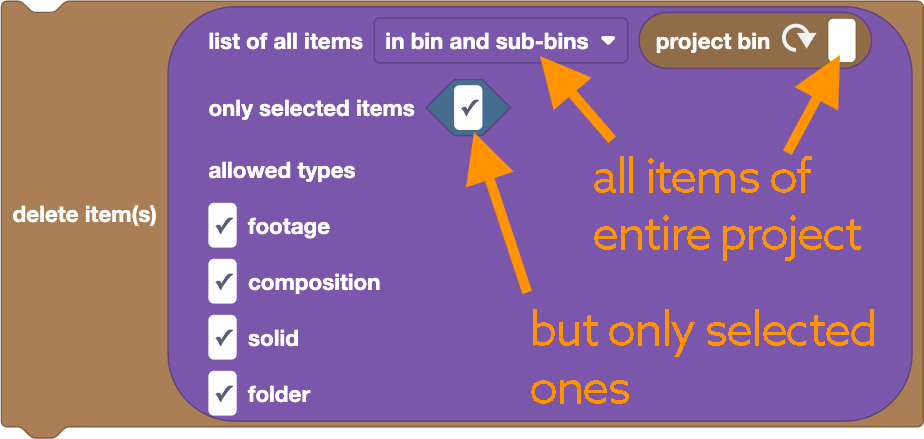 list of all items in bin and sub-bins project bin
only selected items
allowed types
all items of
entire project
delete item(s)
footage
composition
solid
folder
but only selected
ones